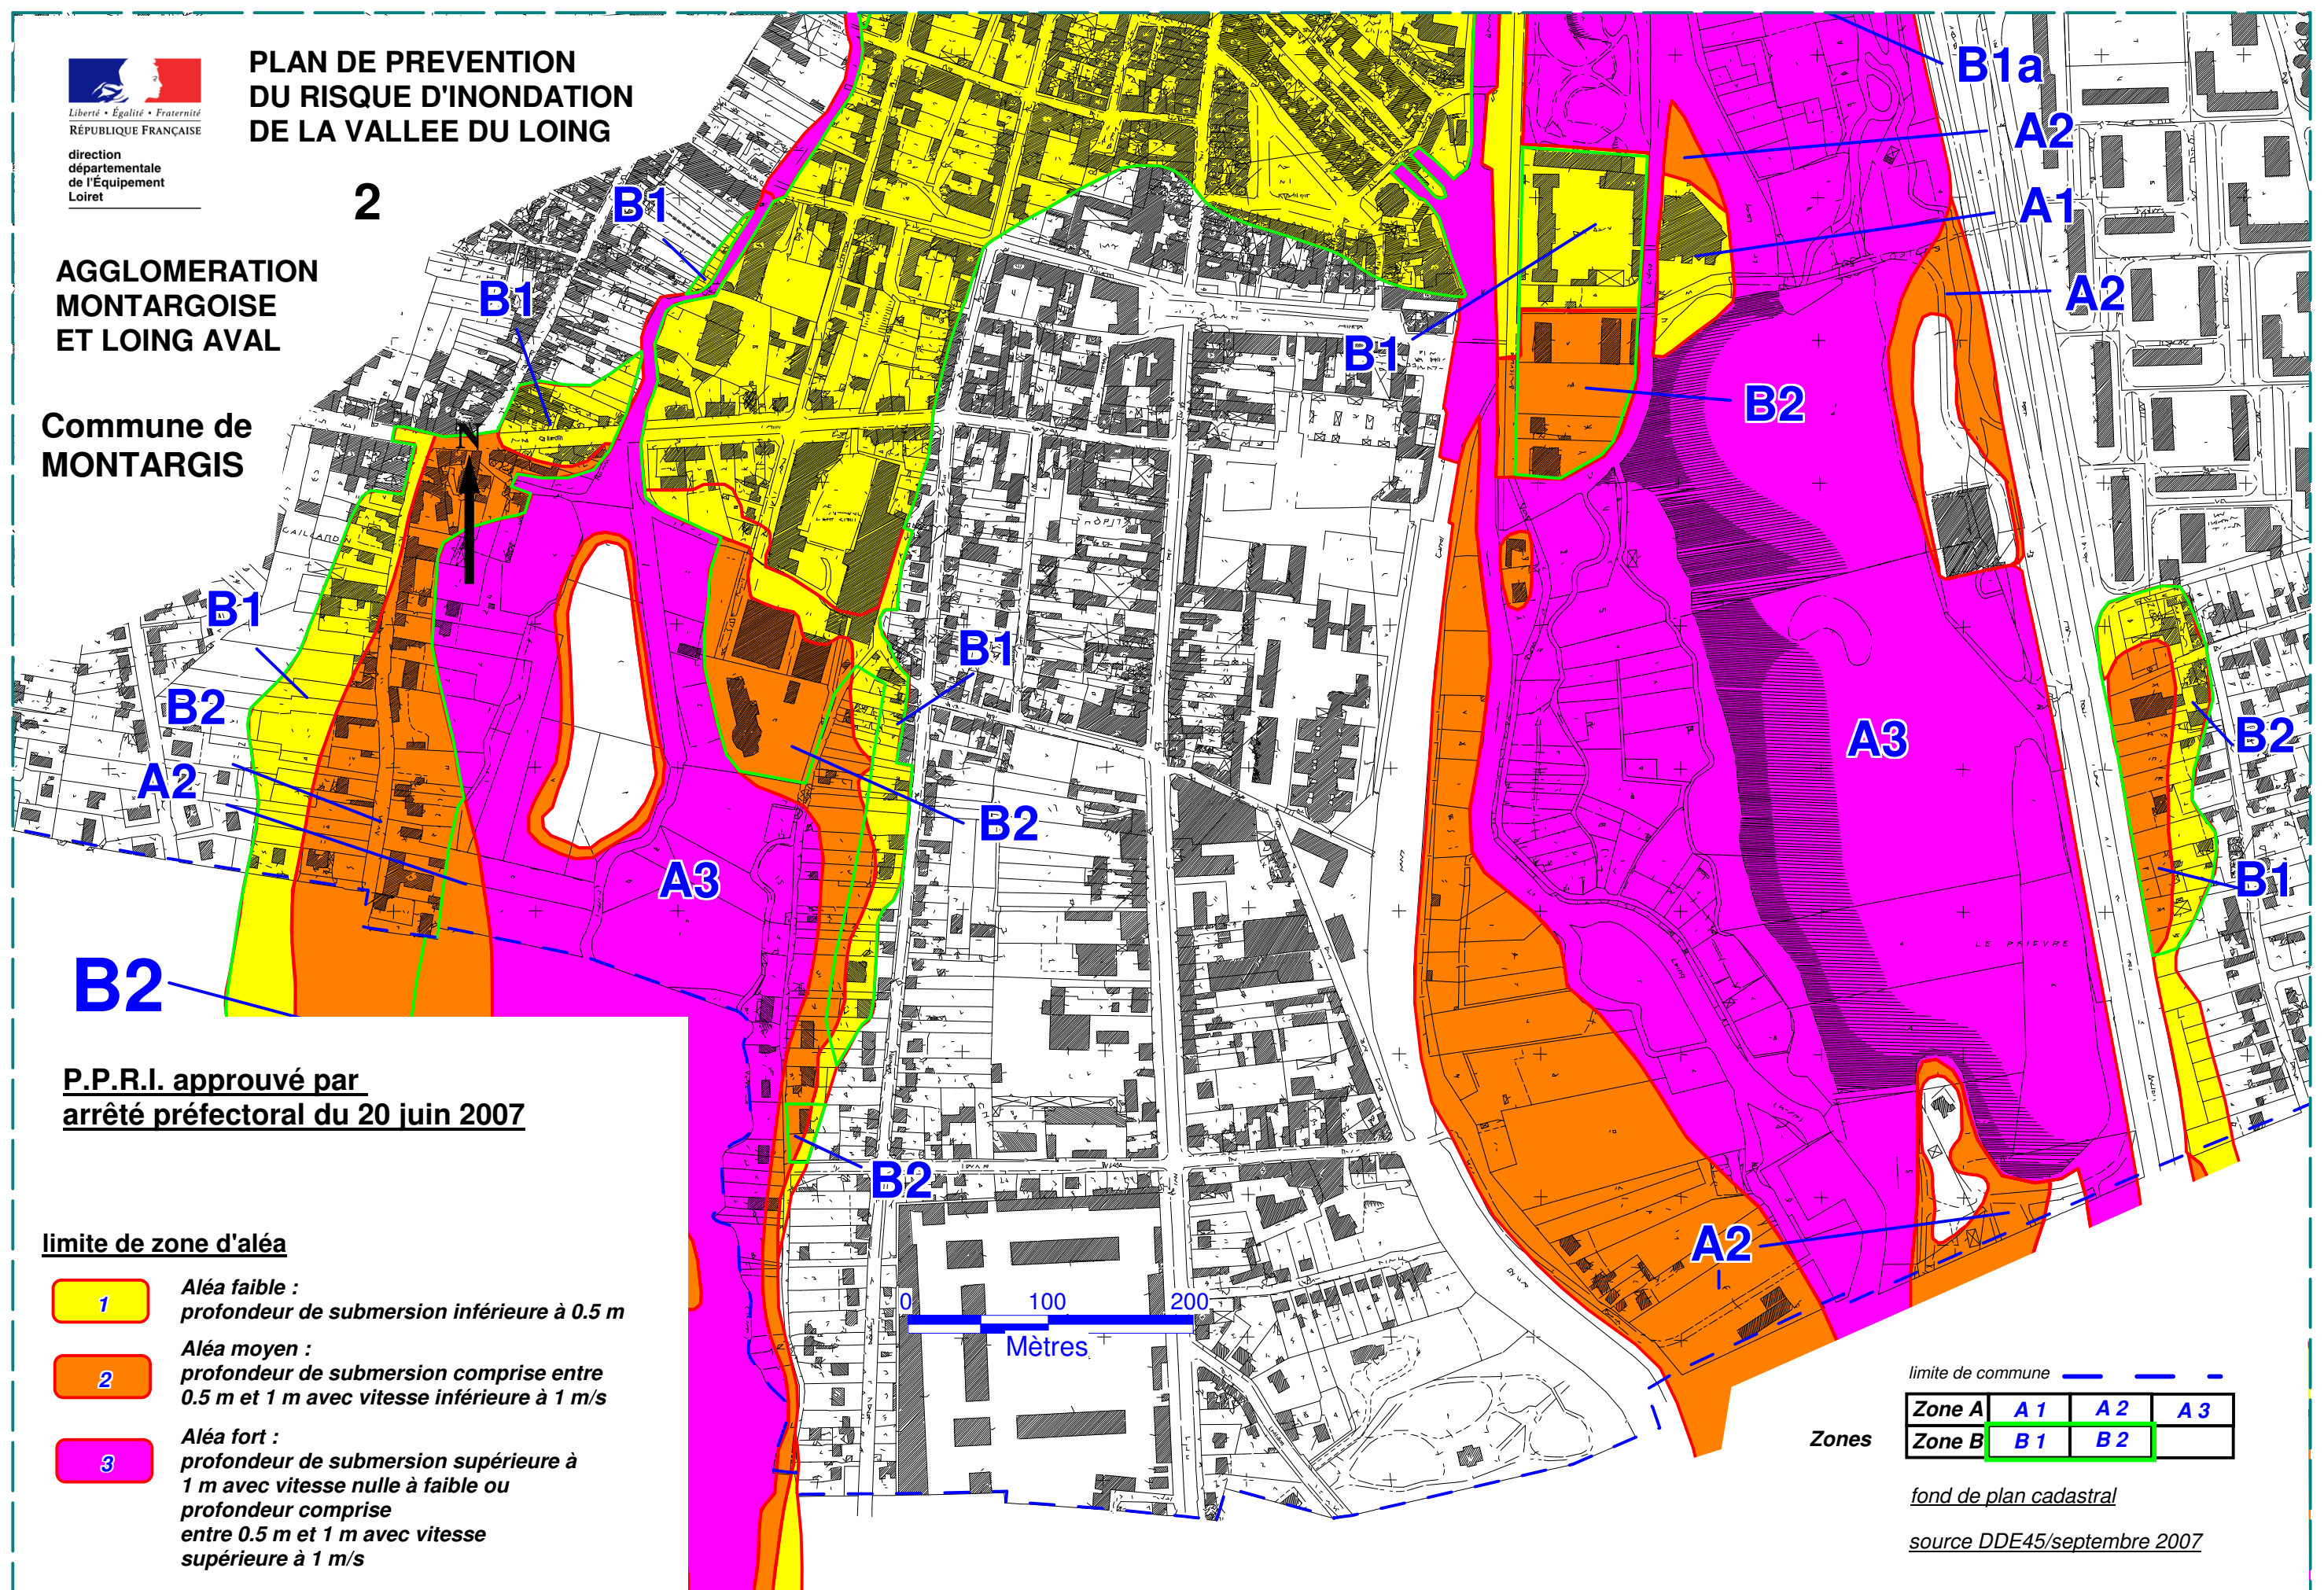 Liberté • Égalité • Fraternité
RÉPUBLIQUE FRANÇAISE
direction
départementale
de l'Équipement
Loiret
PLAN DE PREVENTION
DU RISQUE D'INONDATION
DE LA VALLEE DU LOING
2
AGGLOMERATION
MONTARGOISE
ET LOING AVAL
Commune de
MONTARGIS
N
B1a
A2
A1
A2
B1
B1
B1
B2
B1
B2
A2
B1
B2
A3
A3
B2
B1
B2
B2
A2
LE PRIEVRE
P.P.R.I. approuvé par
arrêté préfectoral du 20 juin 2007
limite de zone d'aléa
1
Aléa faible :
profondeur de submersion inférieure à 0.5 m
2
Aléa moyen :
profondeur de submersion comprise entre
0.5 m et 1 m avec vitesse inférieure à 1 m/s
3
Aléa fort :
profondeur de submersion supérieure à
1 m avec vitesse nulle à faible ou
profondeur comprise
entre 0.5 m et 1 m avec vitesse
supérieure à 1 m/s
0 100 200
Mètres
limite de commune
Zones
Zone A A 1 A 2 A 3
Zone B B 1 B 2
fond de plan cadastral
source DDE45/septembre 2007